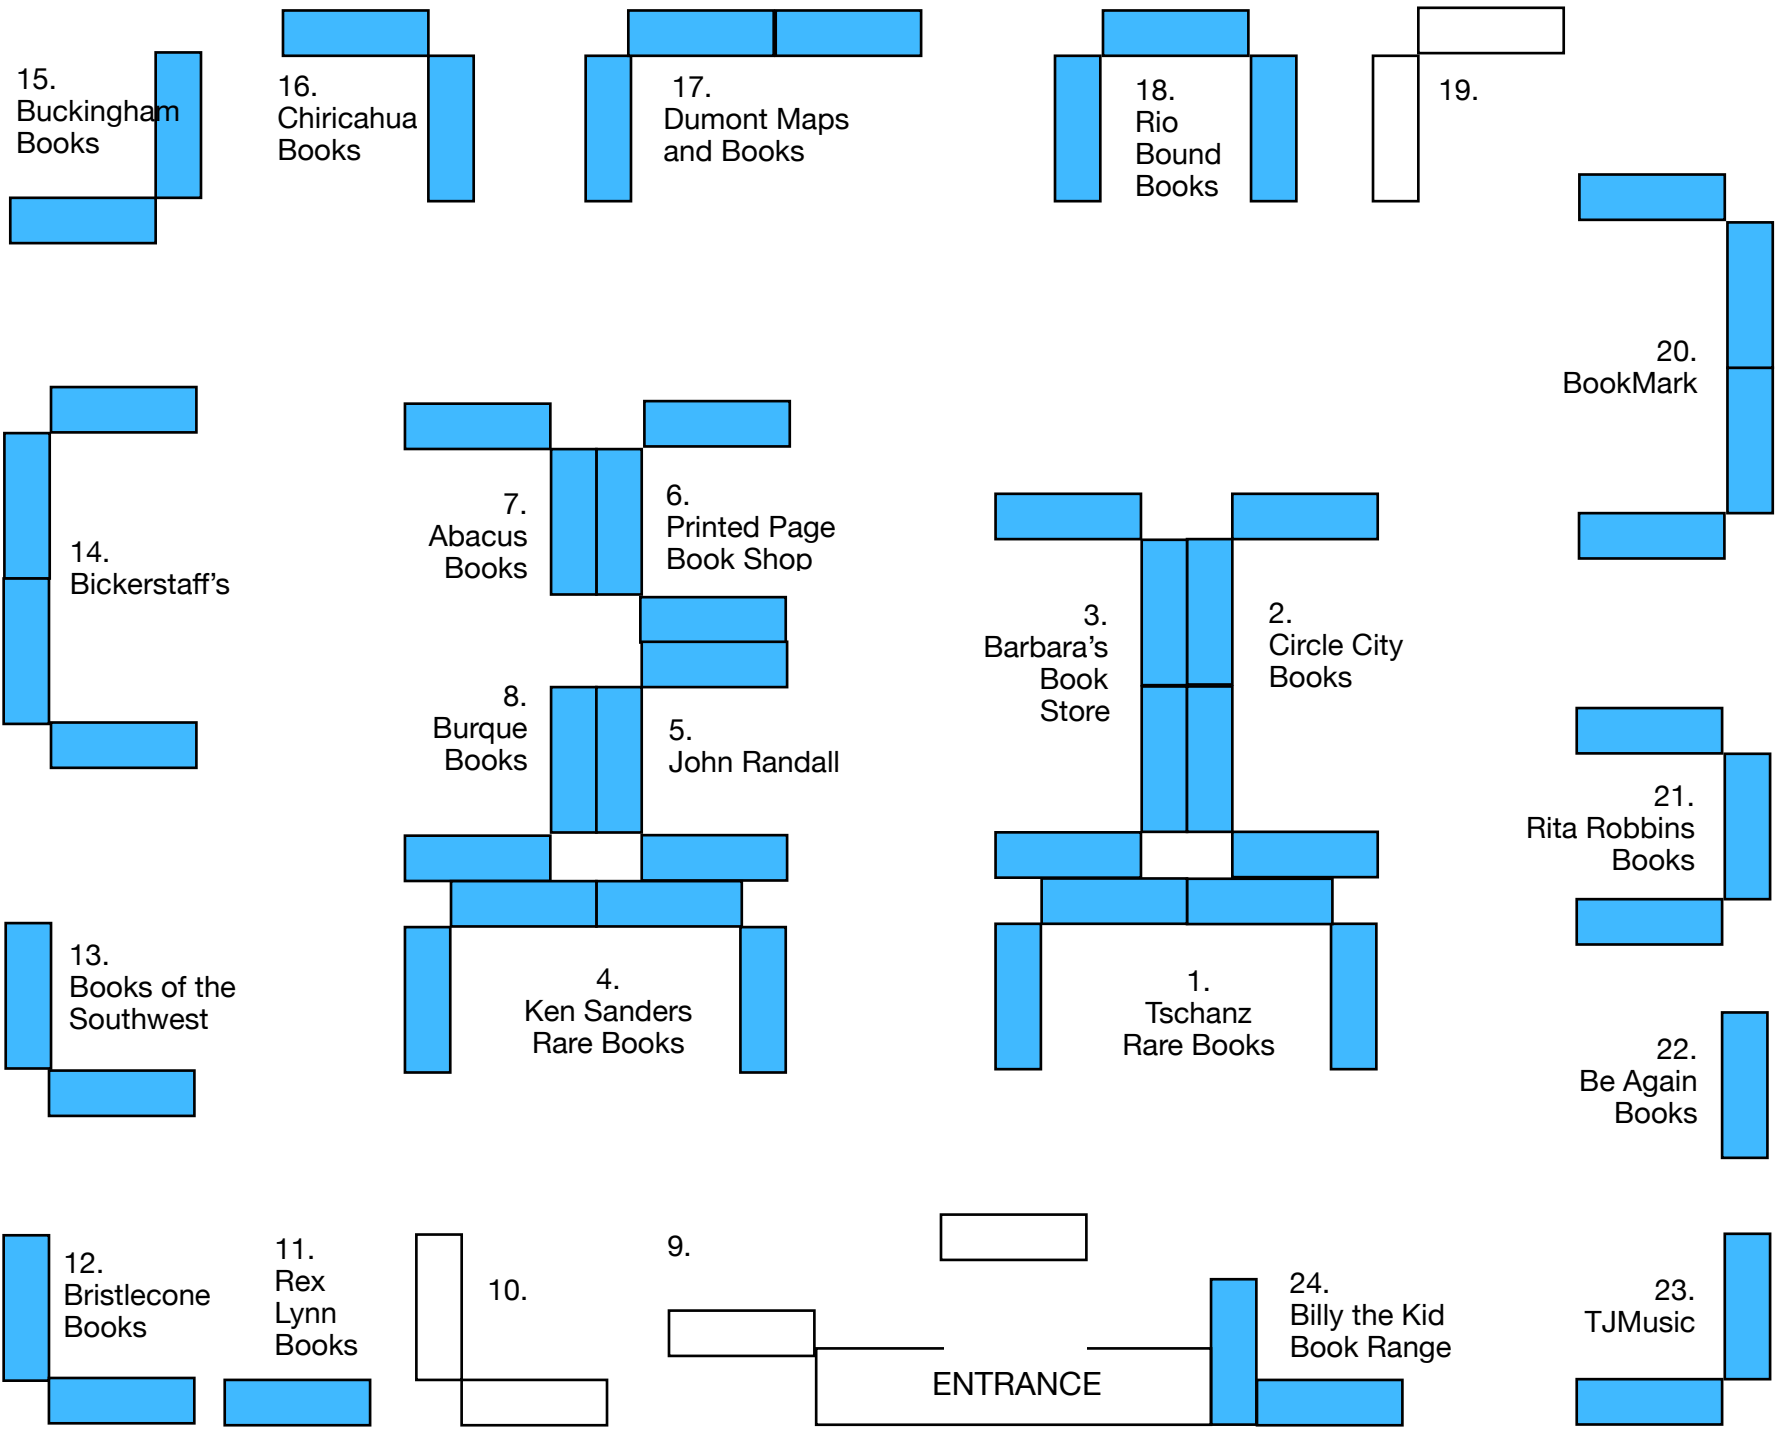 15.
Buckingham
Books
16.
Chiricahua
Books
17.
Dumont Maps
and Books
18.
Rio
Bound
Books
19.
20.
BookMark
14.
Bickerstaff’s
7.
Abacus
Books
6.
Printed Page
Book Shop
3.
Barbara’s
Book
Store
2.
Circle City
Books
8.
Burque
Books
5.
John Randall
21.
Rita Robbins
Books
13.
Books of the
Southwest
4.
Ken Sanders
Rare Books
1.
Tschanz
Rare Books
22.
Be Again
Books
12.
Bristlecone
Books
11.
Rex
Lynn
Books
10.
9.
ENTRANCE
24.
Billy the Kid
Book Range
23.
TJMusic